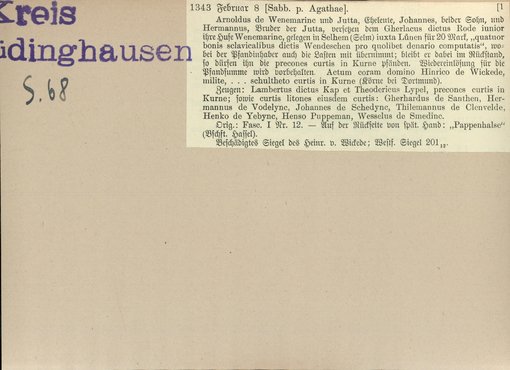 Kreis
üdinghausen
S. 68
1343 Februar 8 [Sabb. p. Agathae]. [1
Arnoldus de Wenemarine und Jutta, Eheleute, Johannes, beider Sohn, und
Hermannus, Bruder der Jutta, versetzen dem Gherlacus dictus Rode iunior
ihre Hufe Wenemarine, gelegen in Selhem (Selm) iuxta Lünen für 20 Mark, „quatuor
bonis sclavicalibus dictis Wendeschen pro quolibet denario computatis“, wo-
bei der Pfandinhaber auch die Lasten mit übernimmt; bleibt er dabei im Rückstand,
so dürfen ihn die precones curtis in Kurne pfänden. Wiedereinlösung für die
Pfandsumme wird vorbehalten. Actum coram domino Hinrico de Wickede,
milite, . . . schultheto curtis in Kurne (Körne bei Dortmund).
Zeugen: Lambertus dictus Kap et Theodericus Lypel, precones curtis in
Kurne; sowie curtis litones eiusdem curtis: Gherhardus de Santhen, Her-
mannus de Vodelyne, Johannes de Schedyne, Thilemannus de Clenvelde,
Henko de Yebyne, Henso Puppeman, Wesselus de Smedinc.
Orig.: Fasc. I Nr. 12. — Auf der Rückseite von spät. Hand: „Pappenhalse“
(Bschft. Hassel).
Beschädigtes Siegel des Heinr. v. Wickede; Westf. Siegel 201,